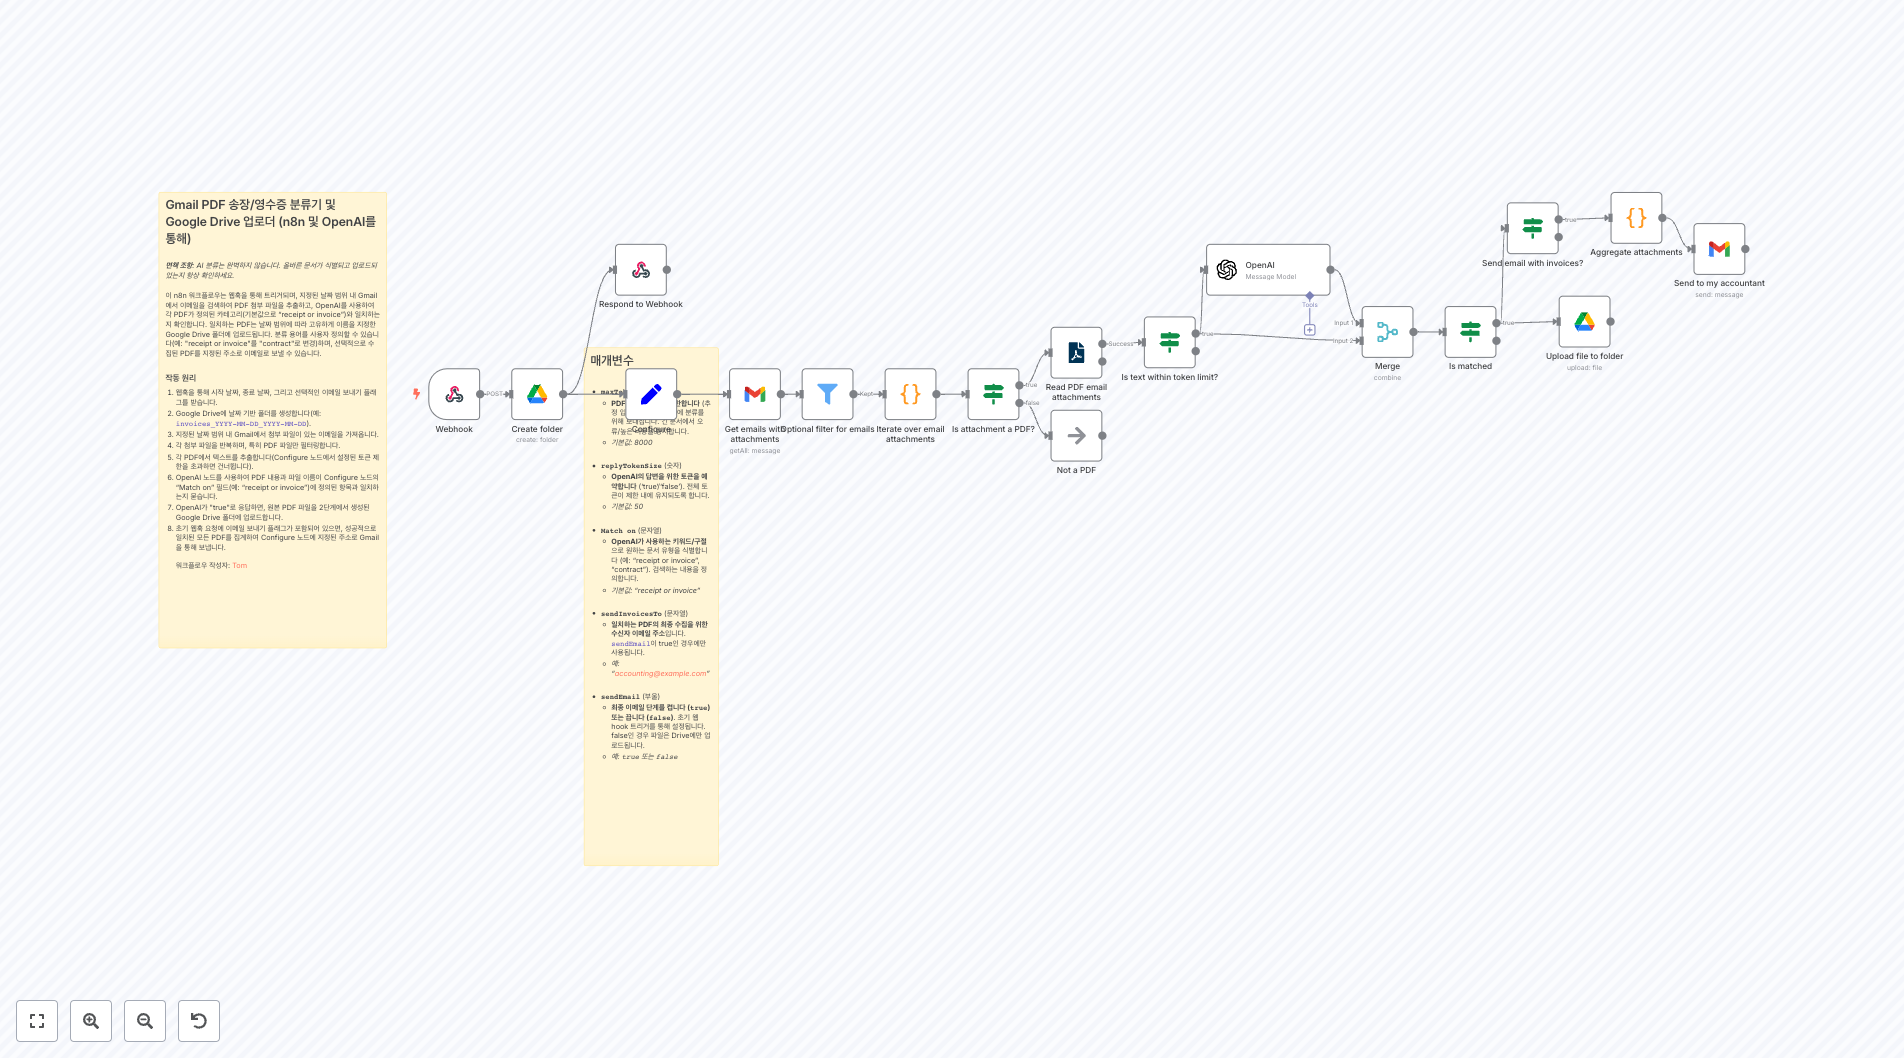 Gmail PDF 송장/영수증 분류기 및
Google Drive 업로더 (n8n 및 OpenAI를
통해)
면책 조항: AI 분류는 완벽하지 않습니다. 올바른 문서가 식별되고 업로드되
었는지 항상 확인하세요.
이 n8n 워크플로우는 웹훅을 통해 트리거되며, 지정된 날짜 범위 내 Gmail
에서 이메일을 검색하여 PDF 첨부 파일을 추출하고, OpenAI를 사용하여
각 PDF가 정의된 카테고리(기본값으로 "receipt or invoice")와 일치하는
지 확인합니다. 일치하는 PDF는 날짜 범위에 따라 고유하게 이름을 지정한
Google Drive 폴더에 업로드됩니다. 분류 용어를 사용자 정의할 수 있습니
다(예: "receipt or invoice"를 "contract"로 변경)하며, 선택적으로 수
집된 PDF를 지정된 주소로 이메일로 보낼 수 있습니다.
작동 원리
1. 웹훅을 통해 시작 날짜, 종료 날짜, 그리고 선택적인 이메일 보내기 플래
그를 받습니다.
2. Google Drive에 날짜 기반 폴더를 생성합니다(예:
invoices_YYYY-MM-DD_YYYY-MM-DD).
3. 지정된 날짜 범위 내 Gmail에서 첨부 파일이 있는 이메일을 가져옵니다.
4. 각 첨부 파일을 반복하며, 특히 PDF 파일만 필터링합니다.
5. 각 PDF에서 텍스트를 추출합니다(Configure 노드에서 설정된 토큰 제
한을 초과하면 건너뜁니다).
6. OpenAI 노드를 사용하여 PDF 내용과 파일 이름이 Configure 노드의
"Match on" 필드(예: "receipt or invoice")에 정의된 항목과 일치하
는지 묻습니다.
7. OpenAI가 "true"로 응답하면, 원본 PDF 파일을 2단계에서 생성된
Google Drive 폴더에 업로드합니다.
8. 초기 웹훅 요청에 이메일 보내기 플래그가 포함되어 있으면, 성공적으로
일치된 모든 PDF를 집계하여 Configure 노드에 지정된 주소로 Gmail
을 통해 보냅니다.
워크플로우 작성자: Tom
Webhook
POST
Create folder
create: folder
Respond to Webhook
매개변수
Configure
기본값: 8000
replyTokenSize (숫자)
OpenAI의 답변을 위한 토큰을 예
약합니다 ('true'/'false'). 전체 토
큰이 제한 내에 유지되도록 합니다.
기본값: 50
Match on (문자열)
OpenAI가 사용하는 키워드/구절
으로 원하는 문서 유형을 식별합니
다 (예: "receipt or invoice",
"contract"). 검색하는 내용을 정
의합니다.
기본값: "receipt or invoice"
sendInvoicesTo (문자열)
일치하는 PDF의 최종 수집을 위한
수신자 이메일 주소입니다.
sendEmail이 true인 경우에만
사용됩니다.
예:
"accounting@example.com"
sendEmail (부울)
최종 이메일 단계를 켭니다 (true)
또는 끕니다 (false). 초기 웹
hook 트리거를 통해 설정됩니다.
false인 경우 파일은 Drive에만 업
로드됩니다.
예: true 또는 false
Get emails with
attachments
getAll: message
Optional filter for emails
Kept
Iterate over email
attachments
Is attachment a PDF?
true
false
Read PDF email
attachments
Success
Not a PDF
Is text within token limit?
true
OpenAI
Message Model
Tools
Input 1
Input 2
Merge
combine
Is matched
true
Send email with invoices?
true
Aggregate attachments
Send to my accountant
send: message
Upload file to folder
upload: file